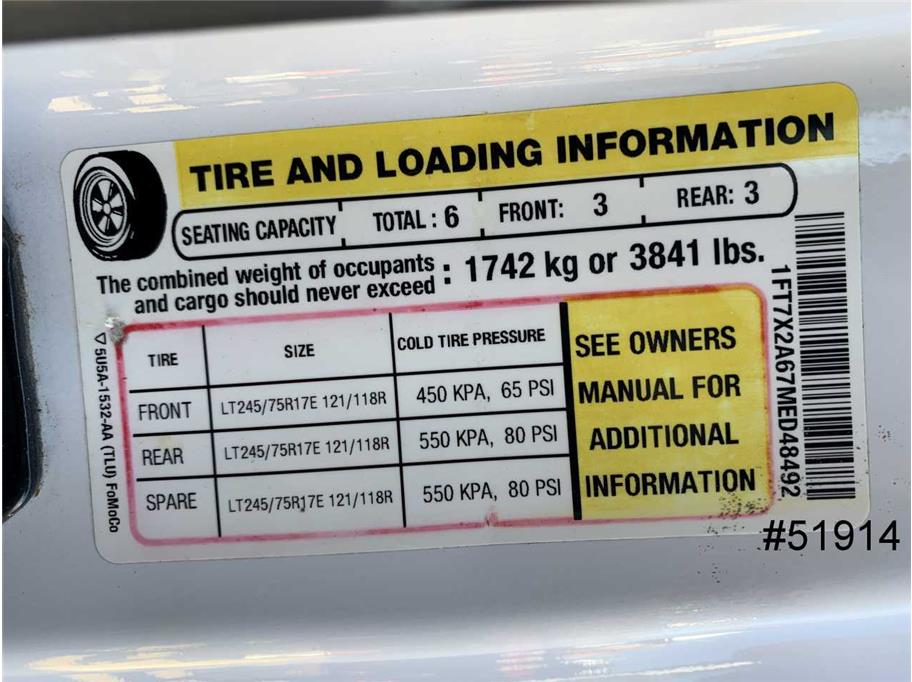 TIRE AND LOADING INFORMATION
SEATING CAPACITY TOTAL : 6 FRONT: 3 REAR: 3
The combined weight of occupants
and cargo should never exceed : 1742 kg or 3841 lbs.
TIRE SIZE COLD TIRE PRESSURE
FRONT LT245/75R17E 121/118R 450 KPA, 65 PSI
REAR LT245/75R17E 121/118R 550 KPA, 80 PSI
SPARE LT245/75R17E 121/118R 550 KPA, 80 PSI
SEE OWNERS
MANUAL FOR
ADDITIONAL
INFORMATION
5U5A-1532-AA (TLU) FoMoCo
1FT7X2A67MED48492
#51914